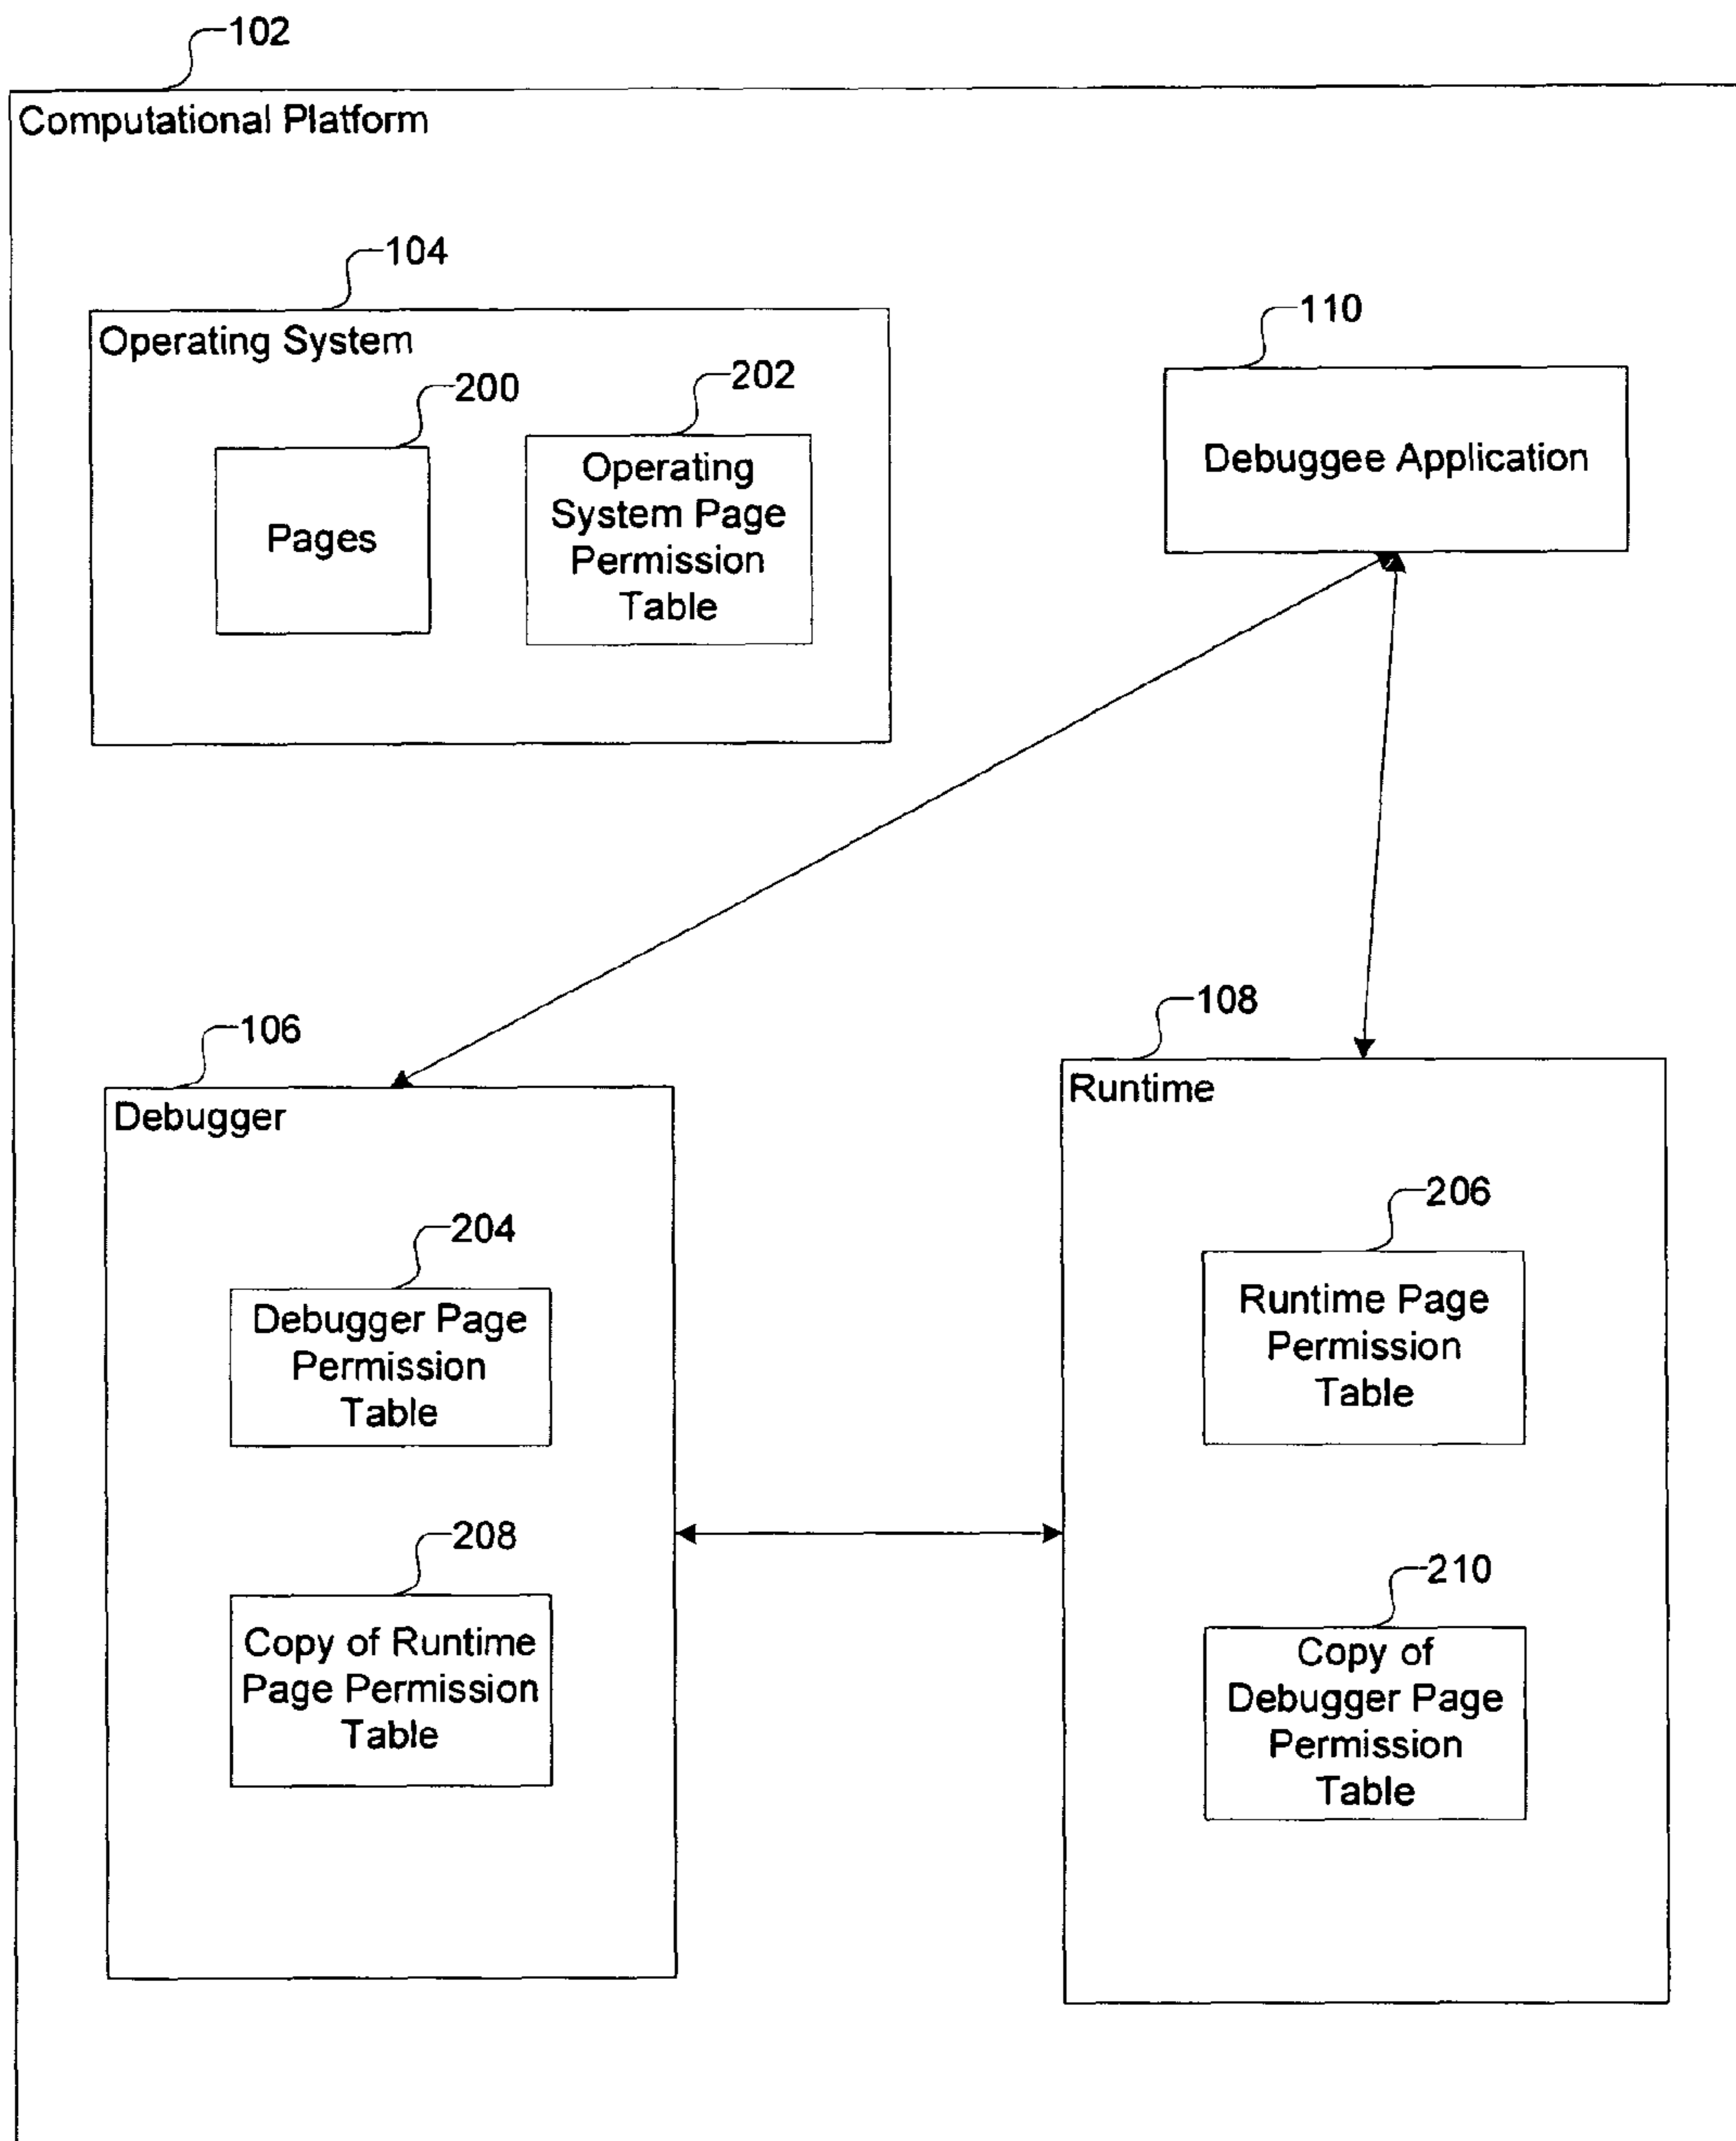 102
Computational Platform
104
Operating System
200
Pages
202
Operating
System Page
Permission
Table
110
Debuggee Application
106
Debugger
204
Debugger Page
Permission
Table
208
Copy of Runtime
Page Permission
Table
108
Runtime
206
Runtime Page
Permission
Table
210
Copy of
Debugger Page
Permission
Table